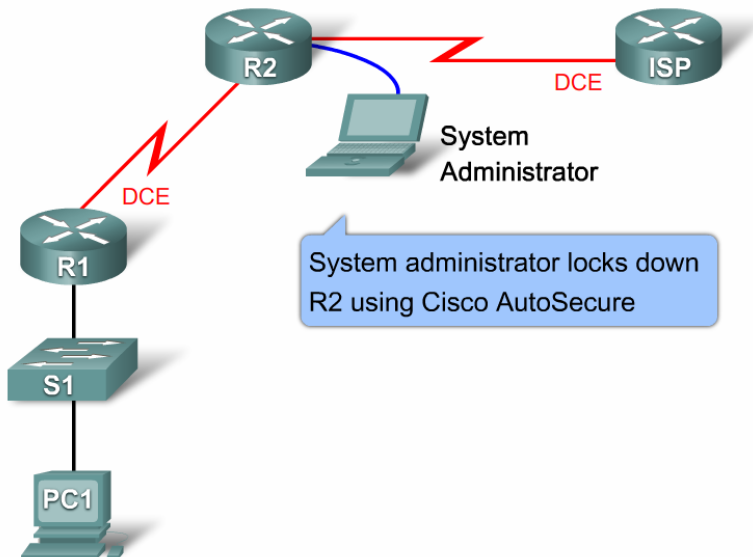 R2
DCE
ISP
System
Administrator
DCE
R1
System administrator locks down
R2 using Cisco AutoSecure
S1
PC1